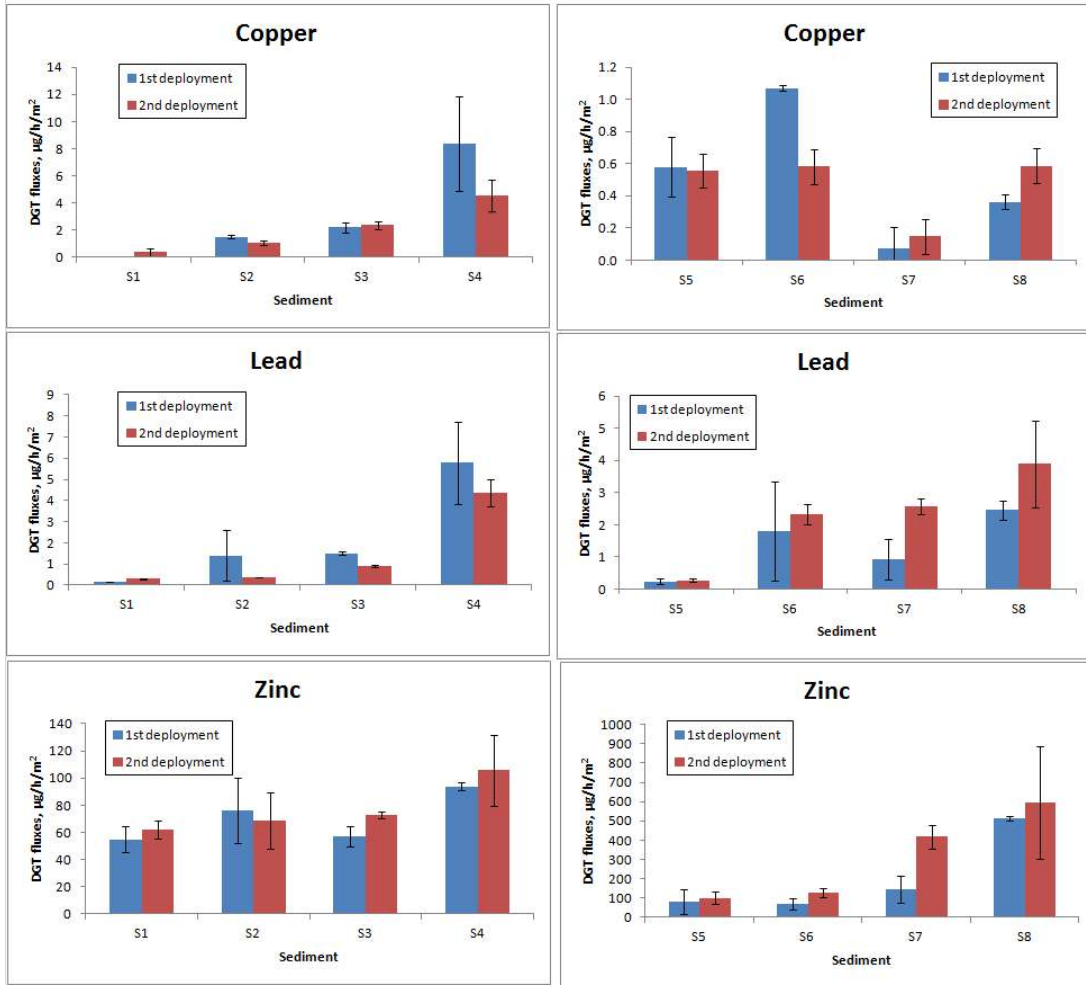 Copper
DGT fluxes, µg/h/m²
14
12
10
8
6
4
2
0
1st deployment
2nd deployment
S1 S2 S3 S4
Sediment
Copper
DGT fluxes, µg/h/m²
1.2
1.0
0.8
0.6
0.4
0.2
0.0
1st deployment
2nd deployment
S5 S6 S7 S8
Sediment
Lead
DGT fluxes, µg/h/m²
9
8
7
6
5
4
3
2
1
0
1st deployment
2nd deployment
S1 S2 S3 S4
Sediment
Lead
DGT fluxes, µg/h/m²
6
5
4
3
2
1
0
1st deployment
2nd deployment
S5 S6 S7 S8
Sediment
Zinc
DGT fluxes, µg/h/m²
140
120
100
80
60
40
20
0
1st deployment
2nd deployment
S1 S2 S3 S4
Sediment
Zinc
DGT fluxes, µg/h/m²
1000
900
800
700
600
500
400
300
200
100
0
1st deployment
2nd deployment
S5 S6 S7 S8
Sediment